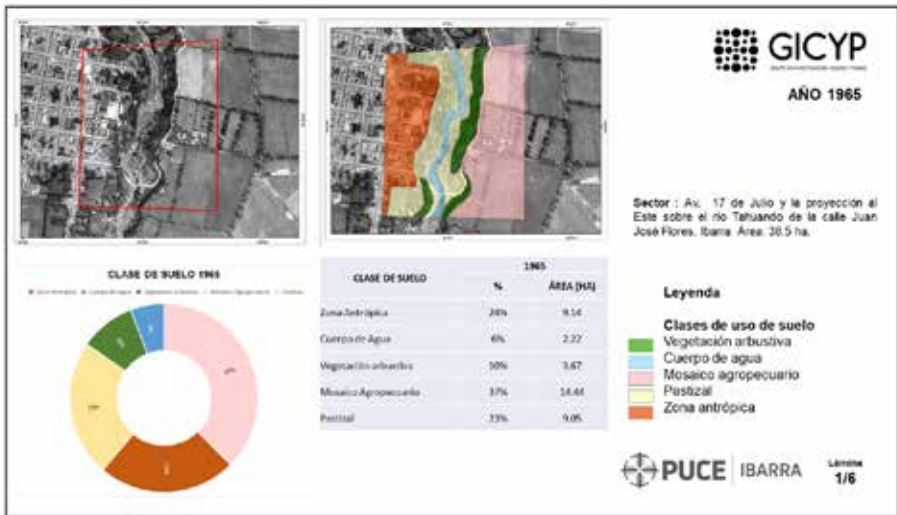 GICYP
AÑO 1965
Sector : Av. 17 de Julio y la proyección al
Este sobre el río Tahuando de la calle Juan
José Flores, Ibarra Área: 38.5 ha.
CLASE DE SUELO 1965
CLASE DE SUELO
1965
%
ÁREA (HA)
Zona Antrópica 24% 9.14
Cuerpo de Agua 6% 2.22
Vegetación arbustiva 10% 3.67
Mosaico Agropecuario 37% 14.44
Pastizal 23% 9.05
Leyenda
Clases de uso de suelo
Vegetación arbustiva
Cuerpo de agua
Mosaico agropecuario
Pastizal
Zona antrópica
PUCE IBARRA
Lámina
1/6